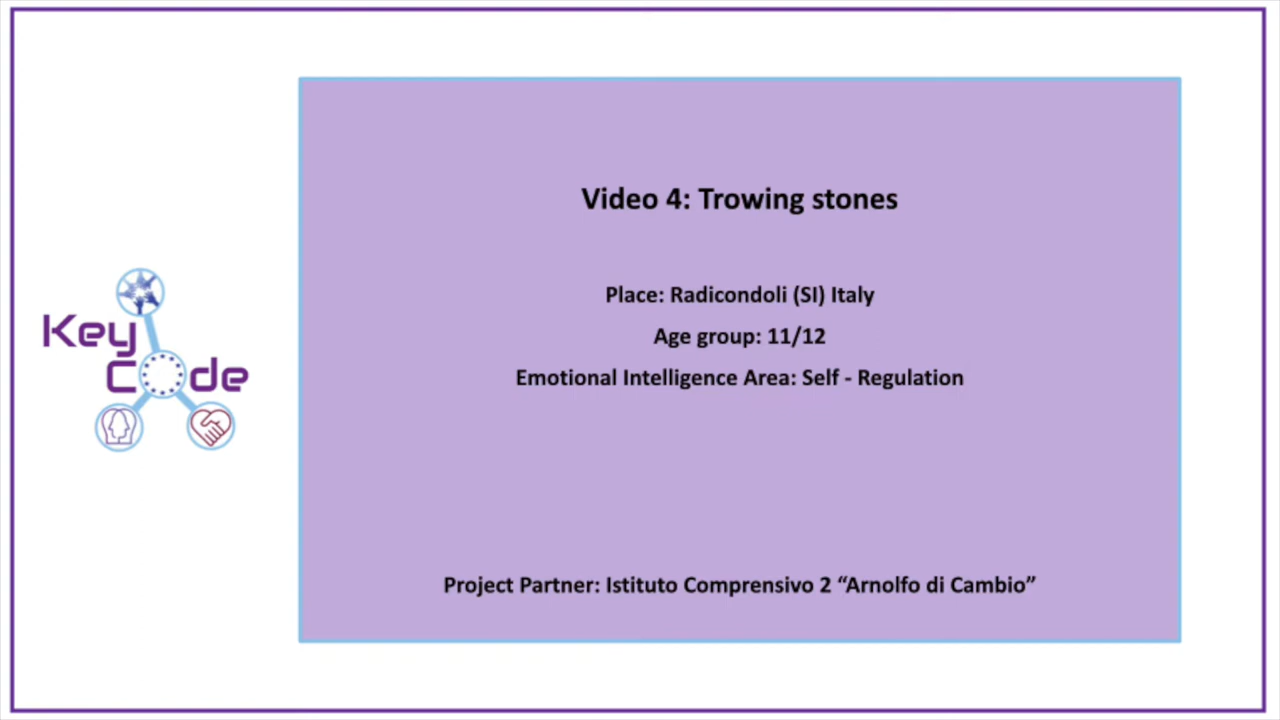 Key
Code
Video 4: Trowing stones
Place: Radicondoli (SI) Italy
Age group: 11/12
Emotional Intelligence Area: Self - Regulation
Project Partner: Istituto Comprensivo 2 “Arnolfo di Cambio”